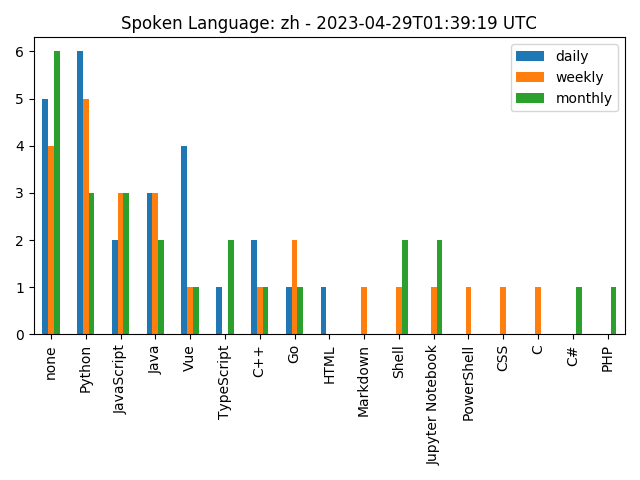 Spoken Language: zh - 2023-04-29T01:39:19 UTC
daily
weekly
monthly
6
5
4
3
2
1
0
none
Python
JavaScript
Java
Vue
TypeScript
C++
Go
HTML
Markdown
Shell
Jupyter Notebook
PowerShell
CSS
C
C#
PHP